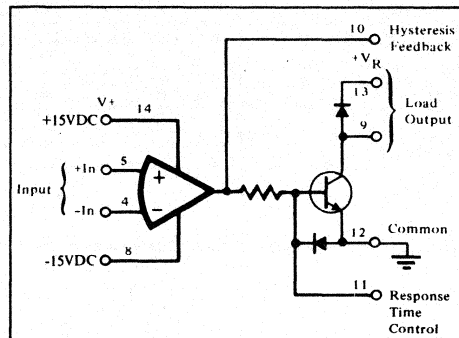 10
Hysteresis
Feedback
+VR
13
Load
Output
9
V+
14
+15VDC
Input
+In
5
+
-In
4
−
8
-15VDC
12
Common
11
Response
Time
Control